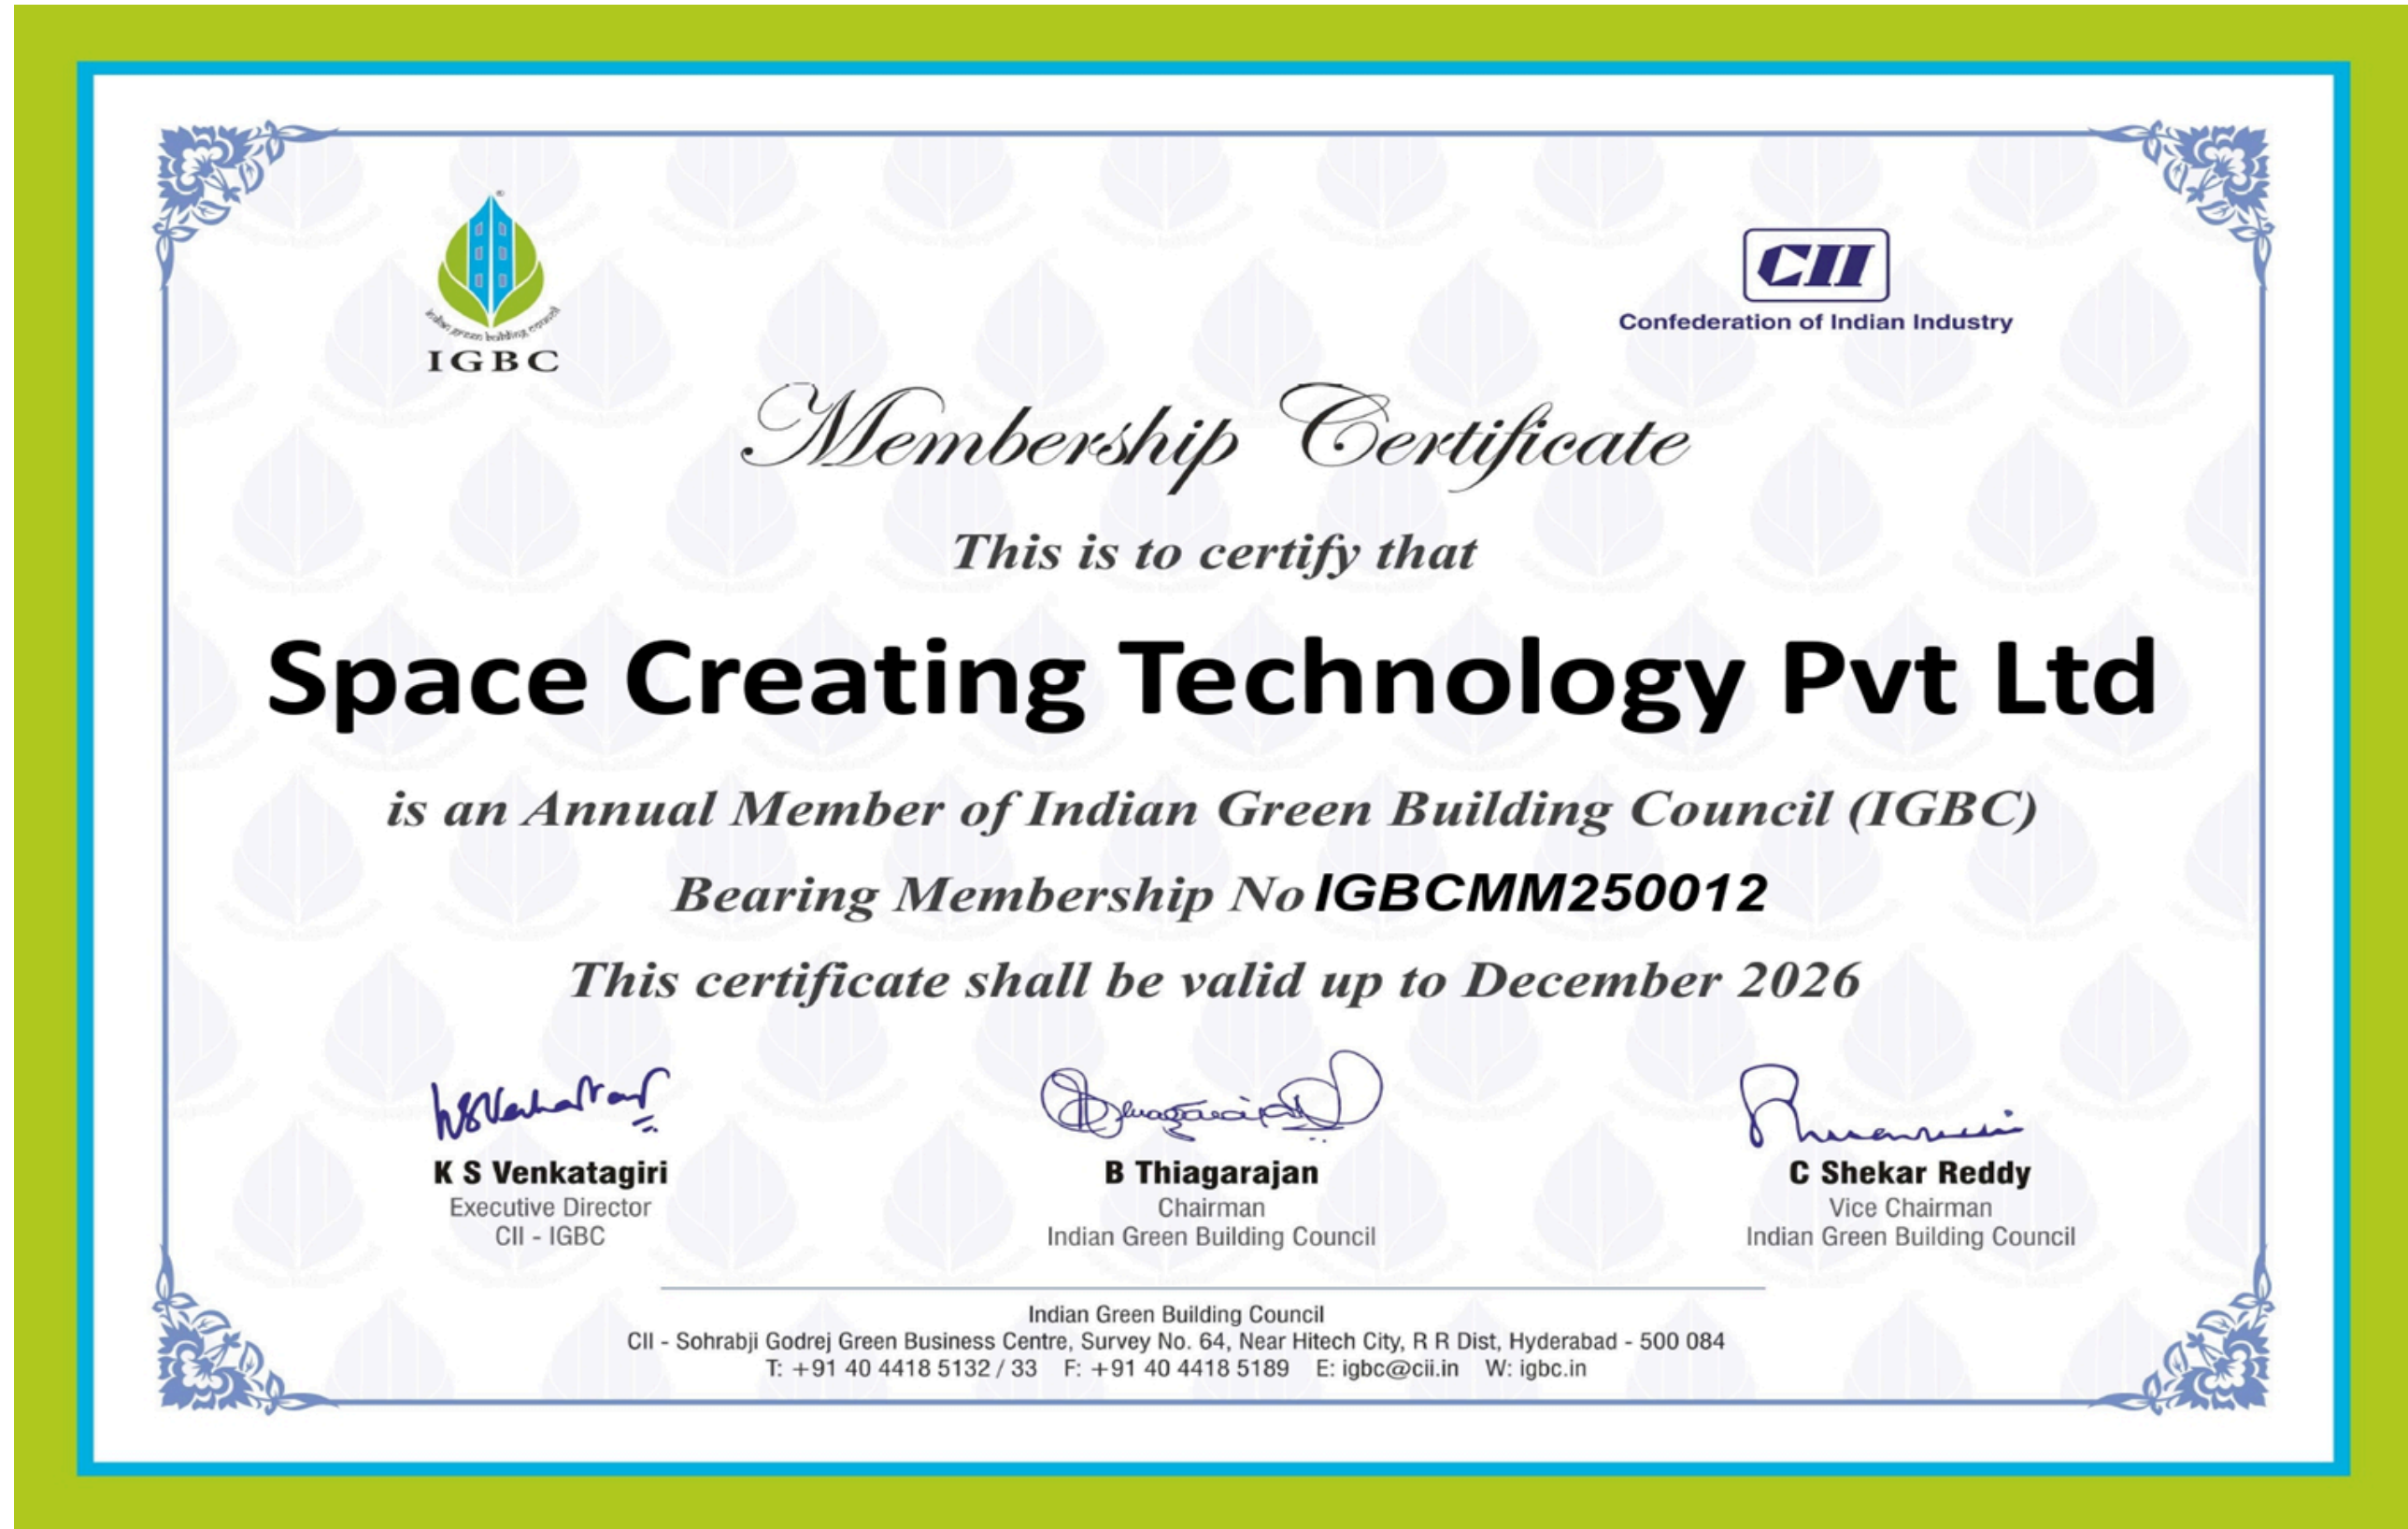 ®
indian green building council
IGBC
CII
Confederation of Indian Industry
Membership Certificate
This is to certify that
Space Creating Technology Pvt Ltd
is an Annual Member of Indian Green Building Council (IGBC)
Bearing Membership No IGBCMM250012
This certificate shall be valid up to December 2026
K S Venkatagiri
Executive Director
CII - IGBC
B Thiagarajan
Chairman
Indian Green Building Council
C Shekar Reddy
Vice Chairman
Indian Green Building Council
Indian Green Building Council
CII - Sohrabji Godrej Green Business Centre, Survey No. 64, Near Hitech City, R R Dist, Hyderabad - 500 084
T: +91 40 4418 5132 / 33 F: +91 40 4418 5189 E: igbc@cii.in W: igbc.in